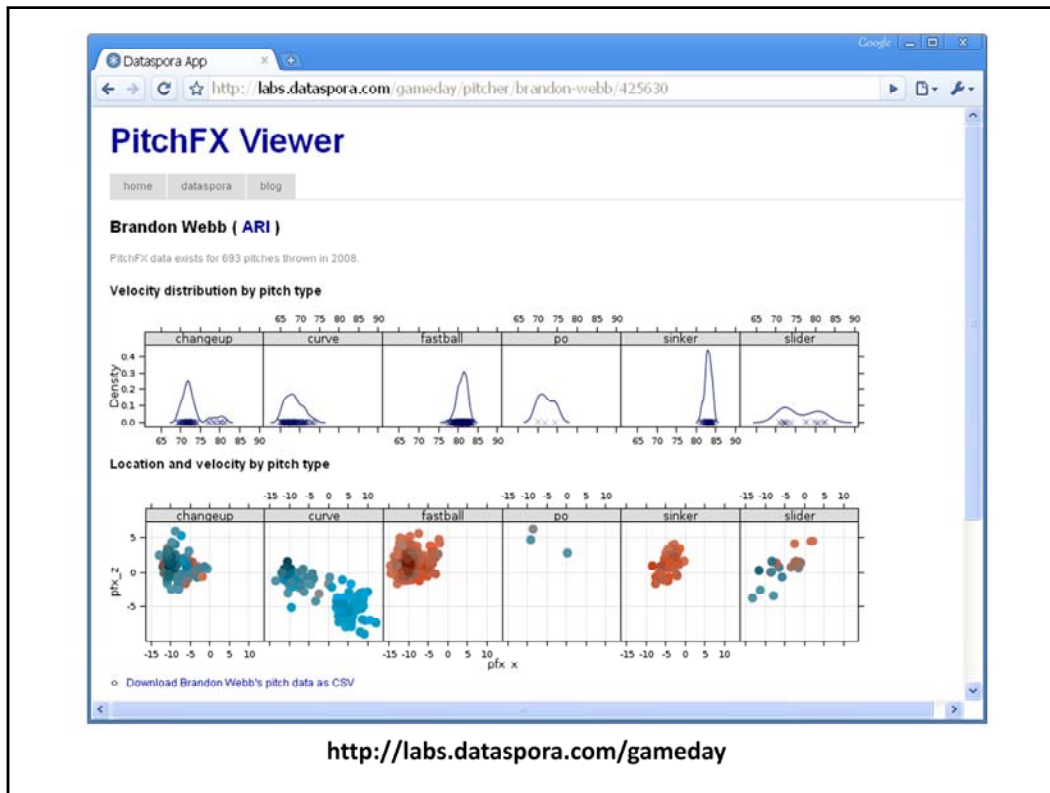 Google
Dataspora App
http://labs.dataspora.com/gameday/pitcher/brandon-webb/425630
PitchFX Viewer
home dataspora blog
Brandon Webb ( ARI )
PitchFX data exists for 693 pitches thrown in 2008.
Velocity distribution by pitch type
65 70 75 80 85 90 65 70 75 80 85 90 65 70 75 80 85 90
changeup curve fastball po sinker slider
Density
0.4
0.3
0.2
0.1
0.0
65 70 75 80 85 90 65 70 75 80 85 90 65 70 75 80 85 90
Location and velocity by pitch type
-15 -10 -5 0 5 10 -15 -10 -5 0 5 10 -15 -10 -5 0 5 10
changeup curve fastball po sinker slider
pfx_z
5
0
-5
-15 -10 -5 0 5 10 -15 -10 -5 0 5 10 -15 -10 -5 0 5 10
pfx_x
Download Brandon Webb's pitch data as CSV
http://labs.dataspora.com/gameday